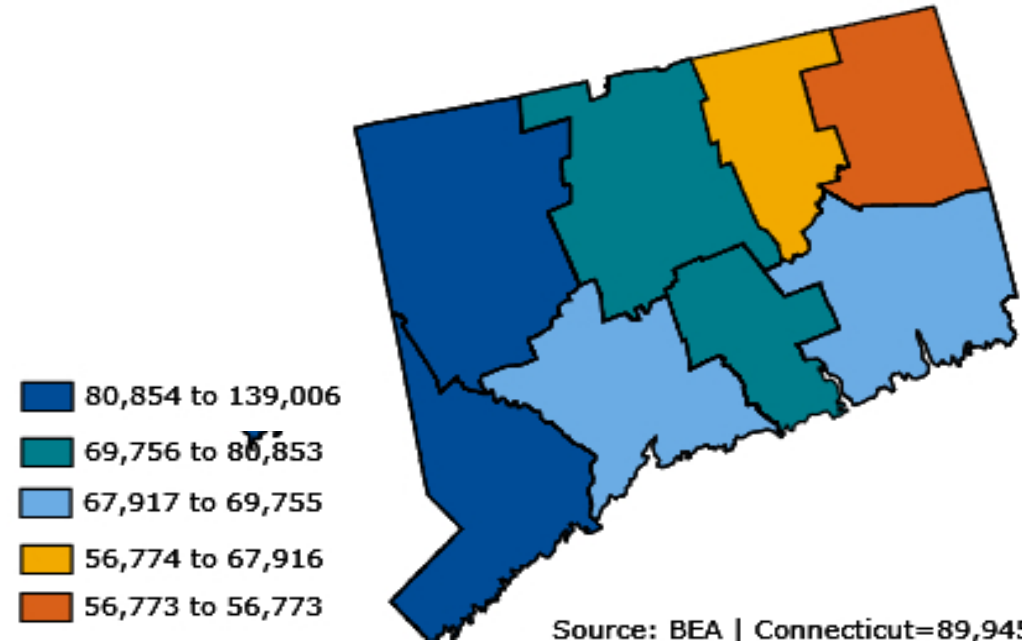 80,854 to 139,006
69,756 to 80,853
67,917 to 69,755
56,774 to 67,916
56,773 to 56,773
Source: BEA | Connecticut=89,945